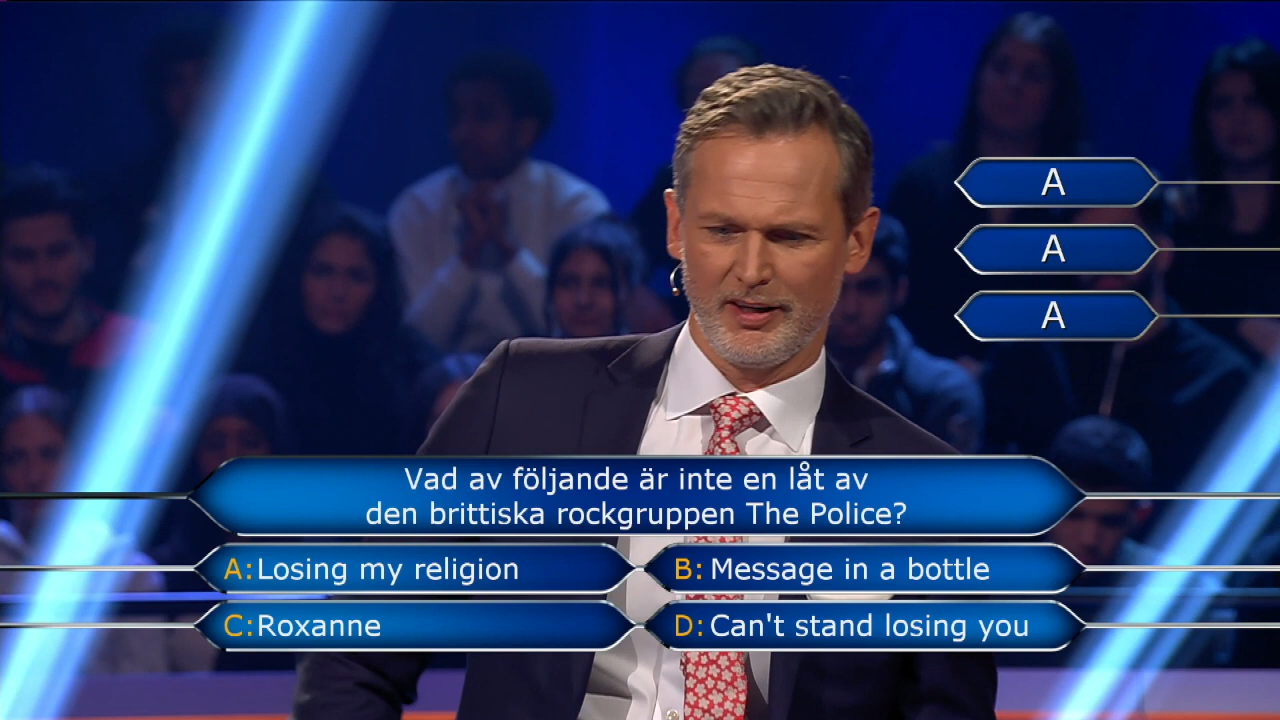 A
A
A
Vad av följande är inte en låt av
den brittiska rockgruppen The Police?
A: Losing my religion
B: Message in a bottle
C: Roxanne
D: Can't stand losing you